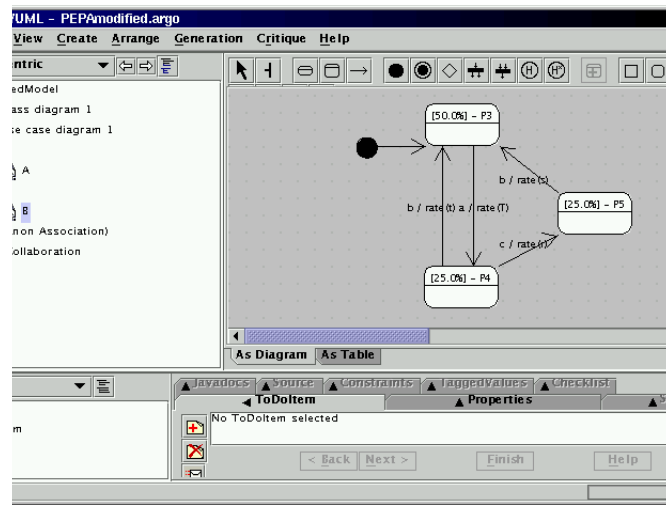 /UML – PEPAmodified.argo
View Create Arrange Generation Critique Help
ntric
edModel
ass diagram 1
se case diagram 1
A
B
non Association)
ollaboration
[50.0%] – P3
b / rate(s)
[25.0%] – P5
b / rate(t) a / rate(T)
c / rate(r)
[25.0%] – P4
As Diagram As Table
Javadocs Source Constraints TaggedValues Checklist
ToDoItem Properties S
No ToDoItem selected
m
< Back Next > Finish Help